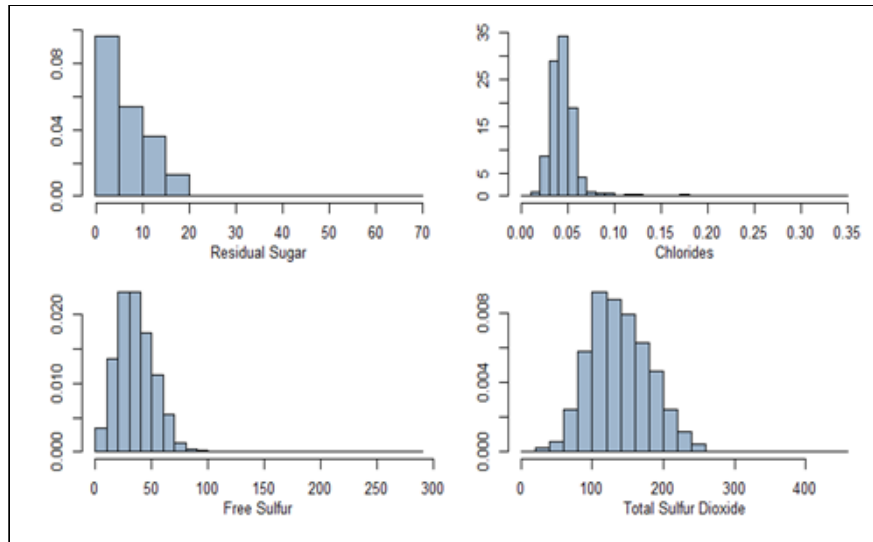 0.00 0.04 0.08
0 10 20 30 40 50 60 70
Residual Sugar
0 5 15 25 35
0.00 0.05 0.10 0.15 0.20 0.25 0.30 0.35
Chlorides
0.000 0.010 0.020
0 50 100 150 200 250 300
Free Sulfur
0.000 0.004 0.008
0 100 200 300 400
Total Sulfur Dioxide